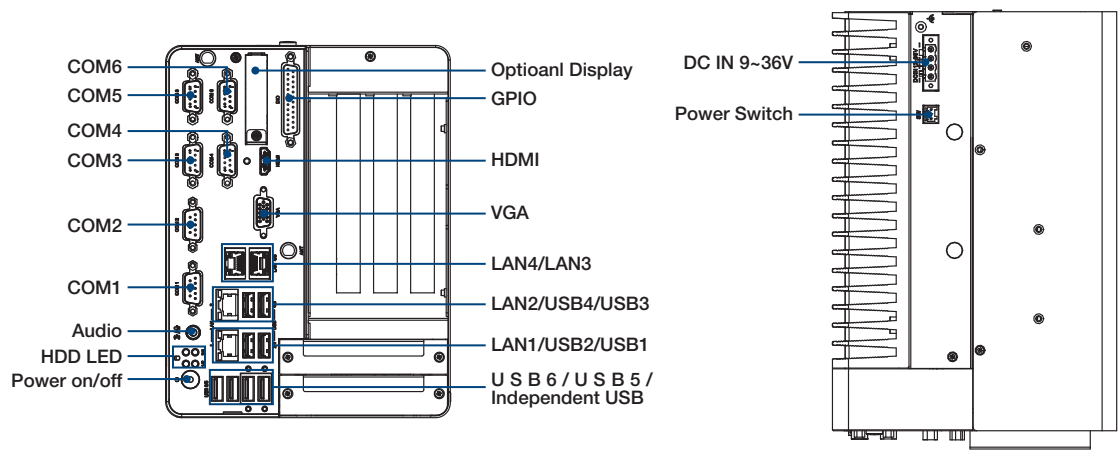 COM6
COM5
COM4
COM3
COM2
COM1
Audio
HDD LED
Power on/off
Optioanl Display
GPIO
HDMI
VGA
LAN4/LAN3
LAN2/USB4/USB3
LAN1/USB2/USB1
U S B 6 / U S B 5 /
Independent USB
DC IN 9~36V
Power Switch